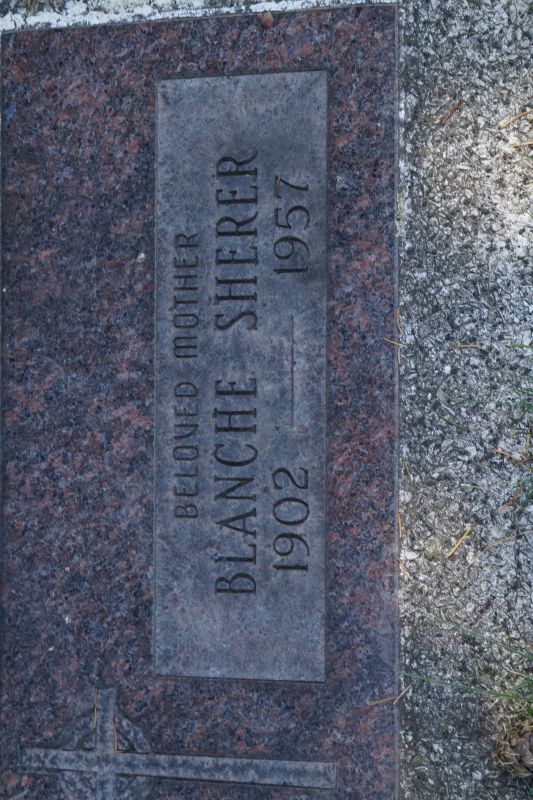 BELOVED MOTHER
BLANCHE SHERER
1902 — 1957